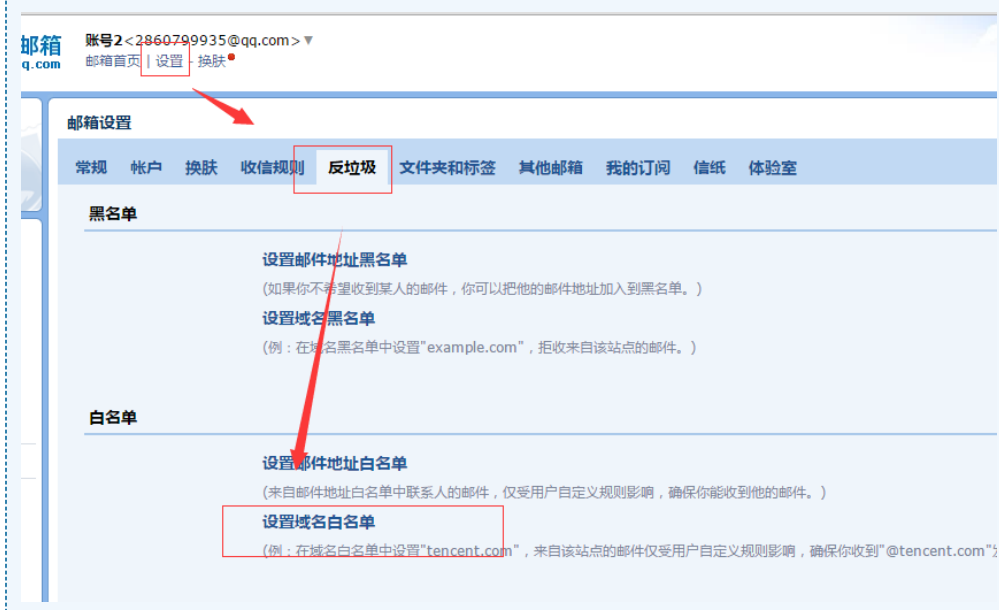 邮箱 账号2<2860799935@qq.com>▼
q.com 邮箱首页 | 设置 - 换肤
邮箱设置
常规 帐户 换肤 收信规则 反垃圾 文件夹和标签 其他邮箱 我的订阅 信纸 体验室
黑名单
设置邮件地址黑名单
(如果你不希望收到某人的邮件，你可以把他的邮件地址加入到黑名单。)
设置域名黑名单
(例：在域名黑名单中设置"example.com"，拒收来自该站点的邮件。)
白名单
设置邮件地址白名单
(来自邮件地址白名单中联系人的邮件，仅受用户自定义规则影响，确保你能收到他的邮件。)
设置域名白名单
(例：在域名白名单中设置"tencent.com"，来自该站点的邮件仅受用户自定义规则影响，确保你收到"@tencent.com"